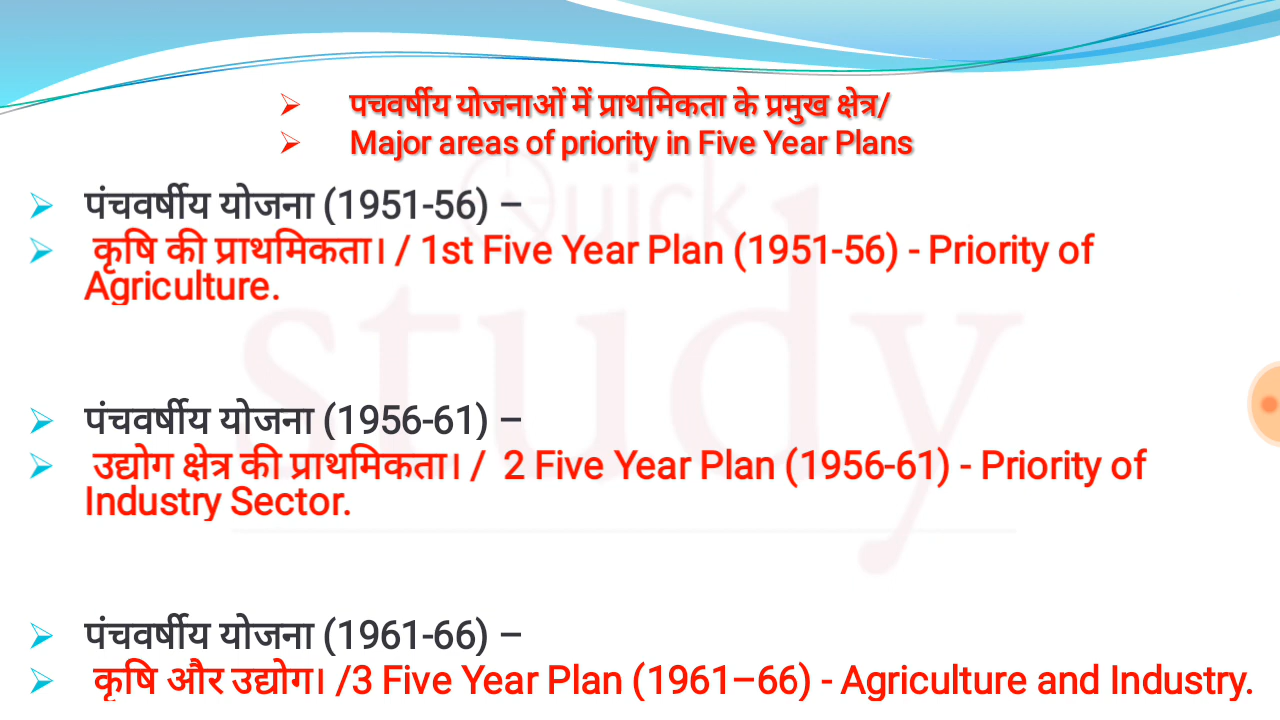 पचवर्षीय योजनाओं में प्राथमिकता के प्रमुख क्षेत्र/
Major areas of priority in Five Year Plans
पंचवर्षीय योजना (1951-56) –
कृषि की प्राथमिकता। / 1st Five Year Plan (1951-56) - Priority of
Agriculture.
पंचवर्षीय योजना (1956-61) –
उद्योग क्षेत्र की प्राथमिकता। / 2 Five Year Plan (1956-61) - Priority of
Industry Sector.
पंचवर्षीय योजना (1961-66) –
कृषि और उद्योग। /3 Five Year Plan (1961–66) - Agriculture and Industry.
Quick
study